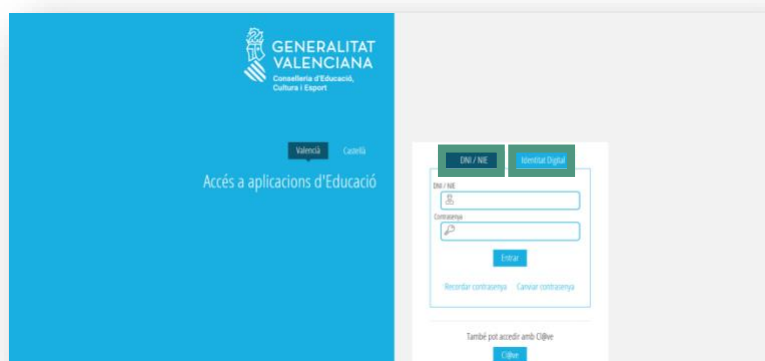 GENERALITAT
VALENCIANA
Conselleria d'Educació,
Cultura i Esport
Valencià Castellà
Accés a aplicacions d'Educació
DNI / NIE Identitat Digital
DNI / NIE
Contrasenya
Entrar
Recordar contrasenya Canviar contrasenya
També pot accedir amb Cl@ve
Cl@ve